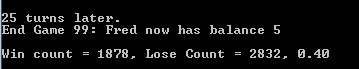 25 turns later.
End Game 99: Fred now has balance 5
Win count = 1878, Lose Count = 2832, 0.40